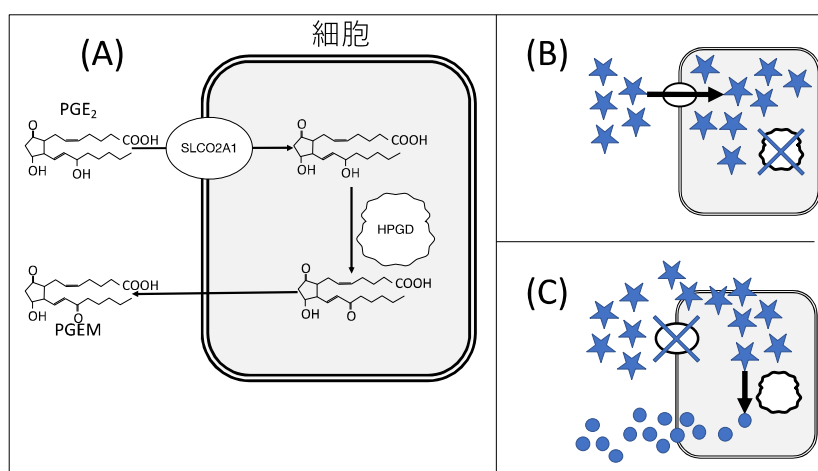 (A)
細胞
PGE2
O
COOH
OH
OH
SLCO2A1
O
COOH
OH
OH
HPGD
O
COOH
OH
O
O
COOH
OH
O
PGEM
(B)
(C)